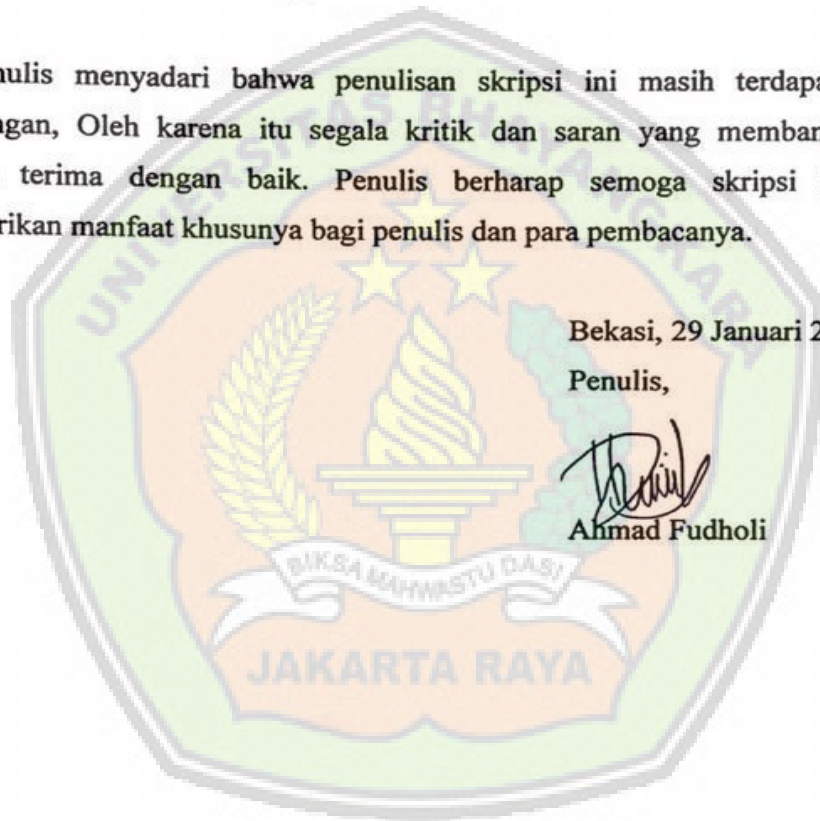 nulis menyadari bahwa penulisan skripsi ini masih terdapa
ngan, Oleh karena itu segala kritik dan saran yang memban
terima dengan baik. Penulis berharap semoga skripsi
rikan manfaat khusunya bagi penulis dan para pembacanya.
UNIVERSITAS BHAYANGKARA
Bekasi, 29 Januari 2
Penulis,
Ahmad Fudholi
BIKSA MAHWASTU DASI
JAKARTA RAYA